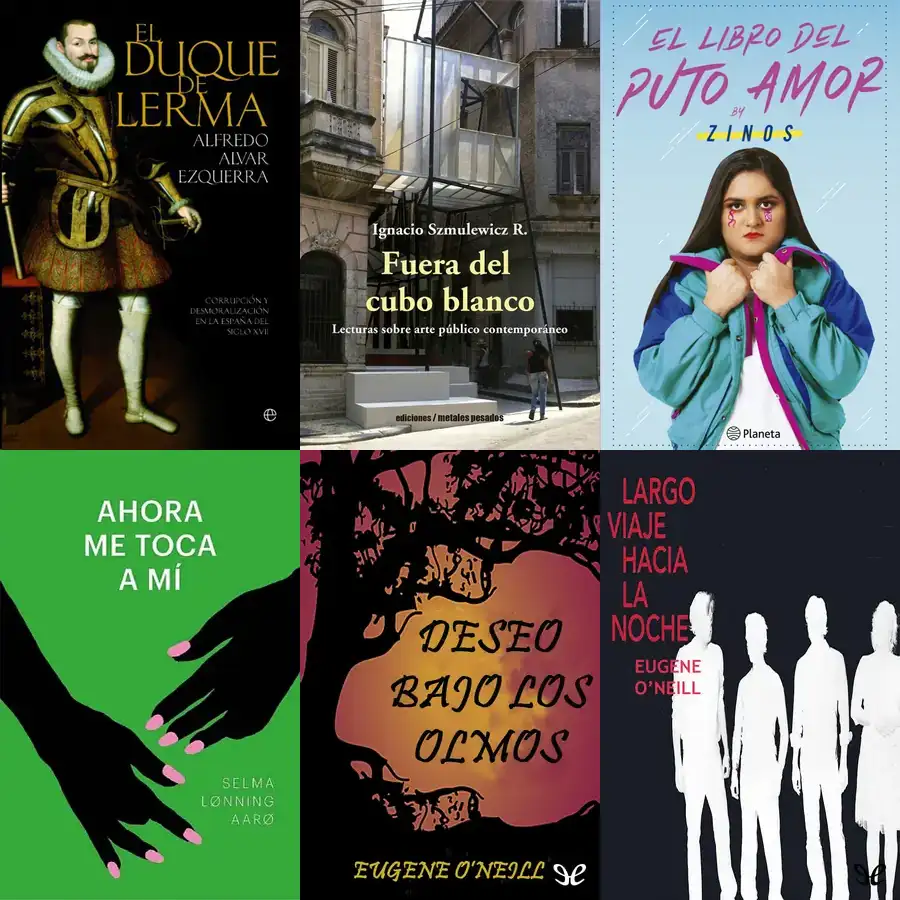 EL
DUQUE
DE
LERMA
ALFREDO
ALVAR
EZQUERRA
CORRUPCIÓN Y
DESMORALIZACIÓN
EN LA ESPAÑA DEL
SIGLO XVII
Ignacio Szmulewicz R.
Fuera del
cubo blanco
Lecturas sobre arte público contemporáneo
ediciones / metales pesados
EL LIBRO DEL
PUTO AMOR
BY
ZINOS
Planeta
AHORA
ME TOCA
A MÍ
SELMA
LØNNING
AARØ
DESEO
BAJO LOS
OLMOS
EUGENE O'NEILL
LARGO
VIAJE
HACIA
LA
NOCHE
EUGENE
O'NEILL